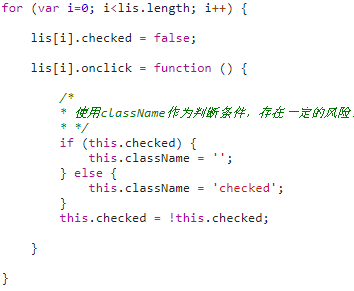 for (var i=0; i<lis.length; i++) {
lis[i].checked = false;
lis[i].onclick = function () {
/*
* 使用className作为判断条件，存在一定的风险
* */
if (this.checked) {
this.className = '';
} else {
this.className = 'checked';
}
this.checked = !this.checked;
}
}